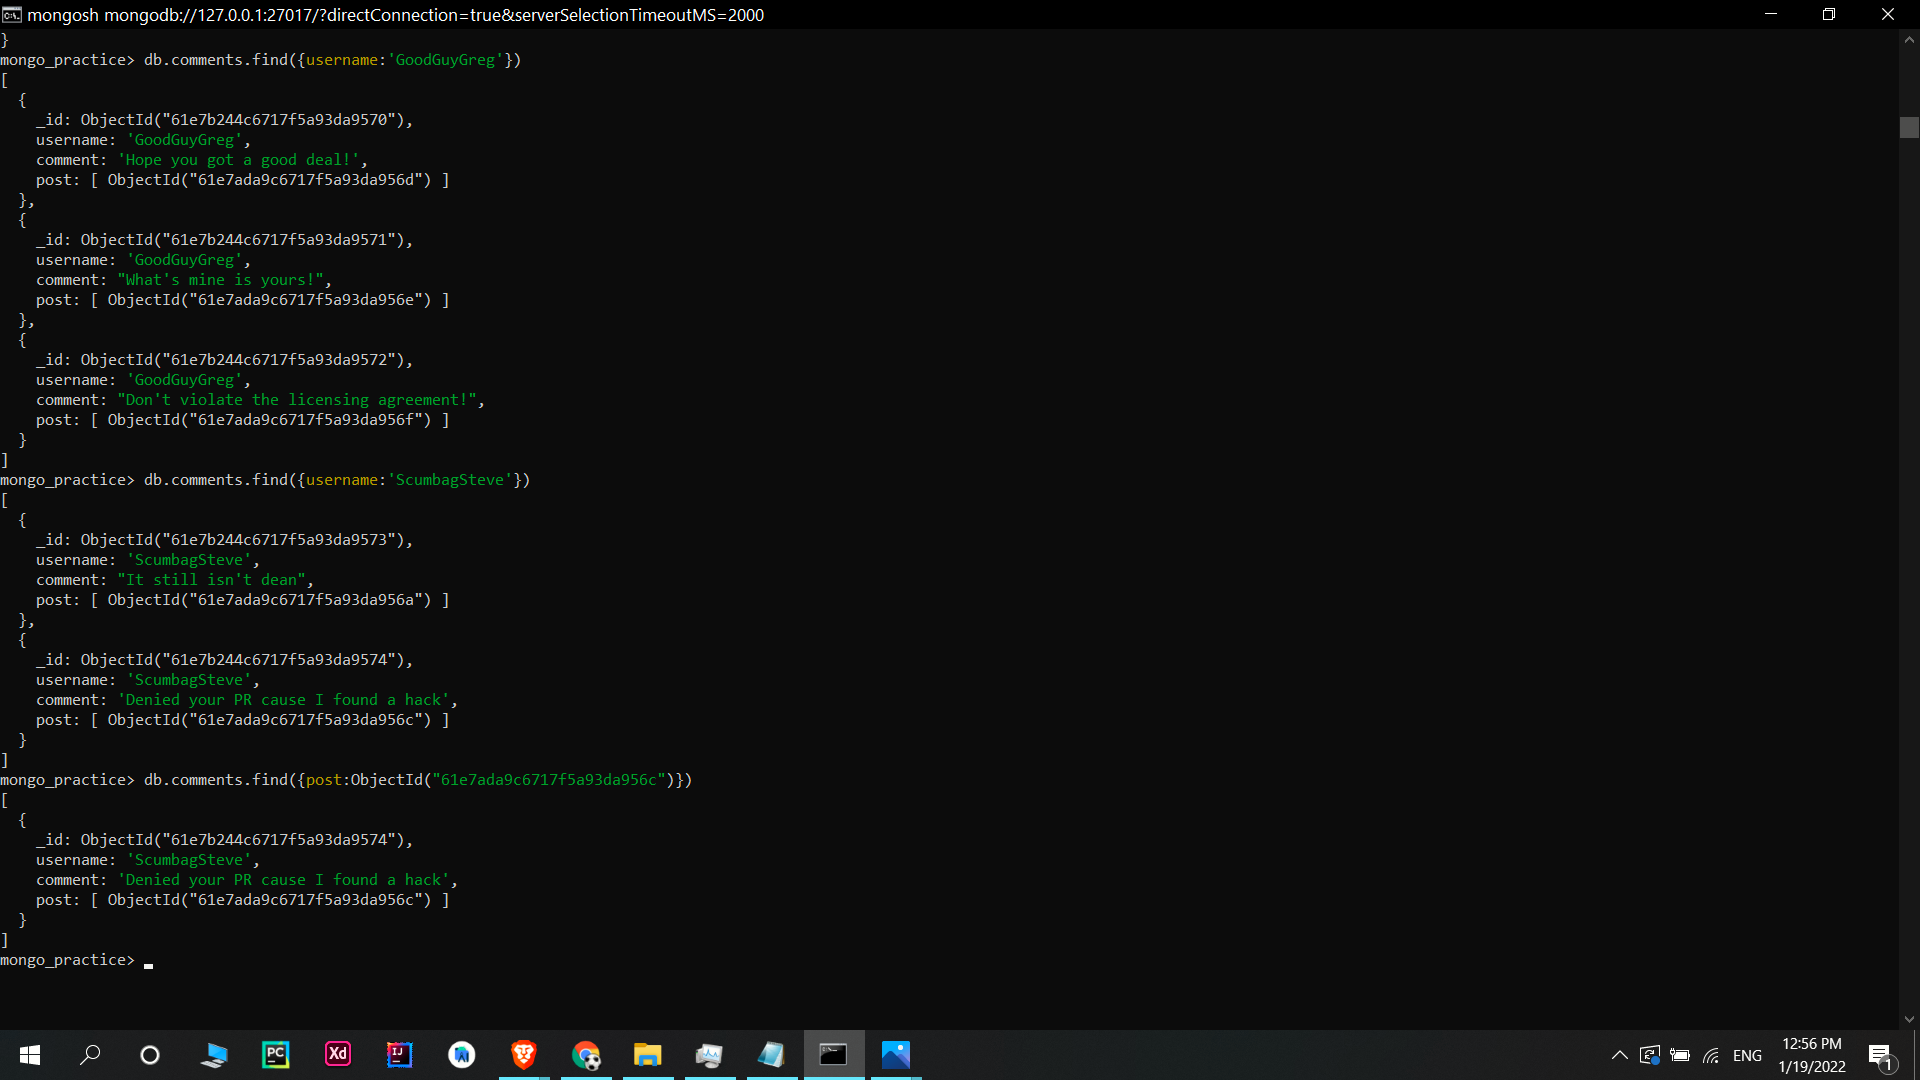 mongosh mongodb://127.0.0.1:27017/?directConnection=true&serverSelectionTimeoutMS=2000
}
mongo_practice> db.comments.find({username:'GoodGuyGreg'})
[
  {
    _id: ObjectId("61e7b244c6717f5a93da9570"),
    username: 'GoodGuyGreg',
    comment: 'Hope you got a good deal!',
    post: [ ObjectId("61e7ada9c6717f5a93da956d") ]
  },
  {
    _id: ObjectId("61e7b244c6717f5a93da9571"),
    username: 'GoodGuyGreg',
    comment: "What's mine is yours!",
    post: [ ObjectId("61e7ada9c6717f5a93da956e") ]
  },
  {
    _id: ObjectId("61e7b244c6717f5a93da9572"),
    username: 'GoodGuyGreg',
    comment: "Don't violate the licensing agreement!",
    post: [ ObjectId("61e7ada9c6717f5a93da956f") ]
  }
]
mongo_practice> db.comments.find({username:'ScumbagSteve'})
[
  {
    _id: ObjectId("61e7b244c6717f5a93da9573"),
    username: 'ScumbagSteve',
    comment: "It still isn't dean",
    post: [ ObjectId("61e7ada9c6717f5a93da956a") ]
  },
  {
    _id: ObjectId("61e7b244c6717f5a93da9574"),
    username: 'ScumbagSteve',
    comment: 'Denied your PR cause I found a hack',
    post: [ ObjectId("61e7ada9c6717f5a93da956c") ]
  }
]
mongo_practice> db.comments.find({post:ObjectId("61e7ada9c6717f5a93da956c")})
[
  {
    _id: ObjectId("61e7b244c6717f5a93da9574"),
    username: 'ScumbagSteve',
    comment: 'Denied your PR cause I found a hack',
    post: [ ObjectId("61e7ada9c6717f5a93da956c") ]
  }
]
mongo_practice>
PC
Xd
IJ
ENG
12:56 PM
1/19/2022
1